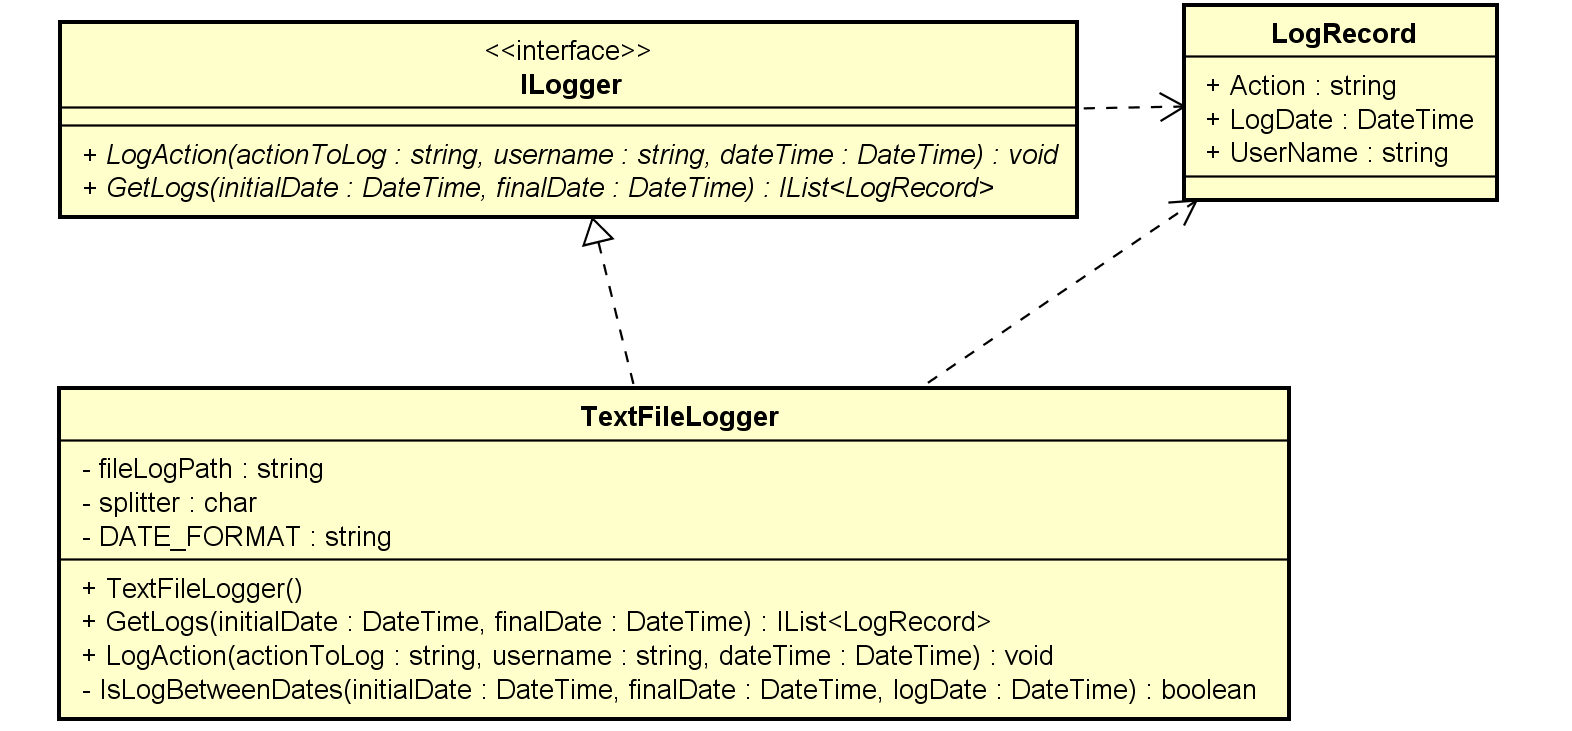 <<interface>>
ILogger
+ LogAction(actionToLog : string, username : string, dateTime : DateTime) : void
+ GetLogs(initialDate : DateTime, finalDate : DateTime) : IList<LogRecord>
LogRecord
+ Action : string
+ LogDate : DateTime
+ UserName : string
TextFileLogger
- fileLogPath : string
- splitter : char
- DATE_FORMAT : string
+ TextFileLogger()
+ GetLogs(initialDate : DateTime, finalDate : DateTime) : IList<LogRecord>
+ LogAction(actionToLog : string, username : string, dateTime : DateTime) : void
- IsLogBetweenDates(initialDate : DateTime, finalDate : DateTime, logDate : DateTime) : boolean